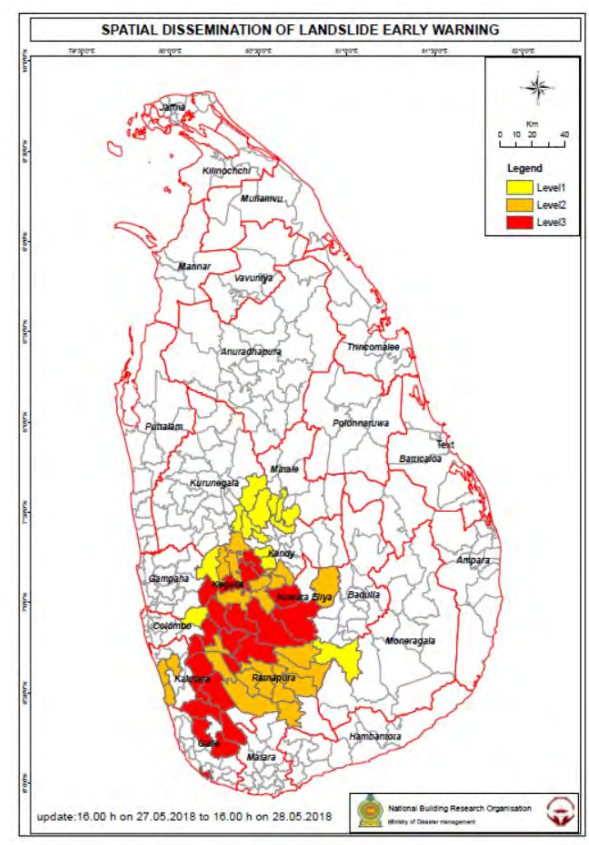 SPATIAL DISSEMINATION OF LANDSLIDE EARLY WARNING
Km
0 10 20 40
Legend
Level1
Level2
Level3
Jaffna
Kilinochchi
Mullativu
Mannar
Vavuniya
Anuradhapura
Trincomalee
Puttalam
Polonnaruwa
Text
Batticaloa
Matale
Kurunegala
Kandy
Ampara
Gampaha
Kegalle
Nuwara Eliya
Badulla
Colombo
Moneragala
Kalutara
Ratnapura
Hambantota
Galle
Matara
update:16.00 h on 27.05.2018 to 16.00 h on 28.05.2018
National Building Research Organisation
Ministry of Disaster management